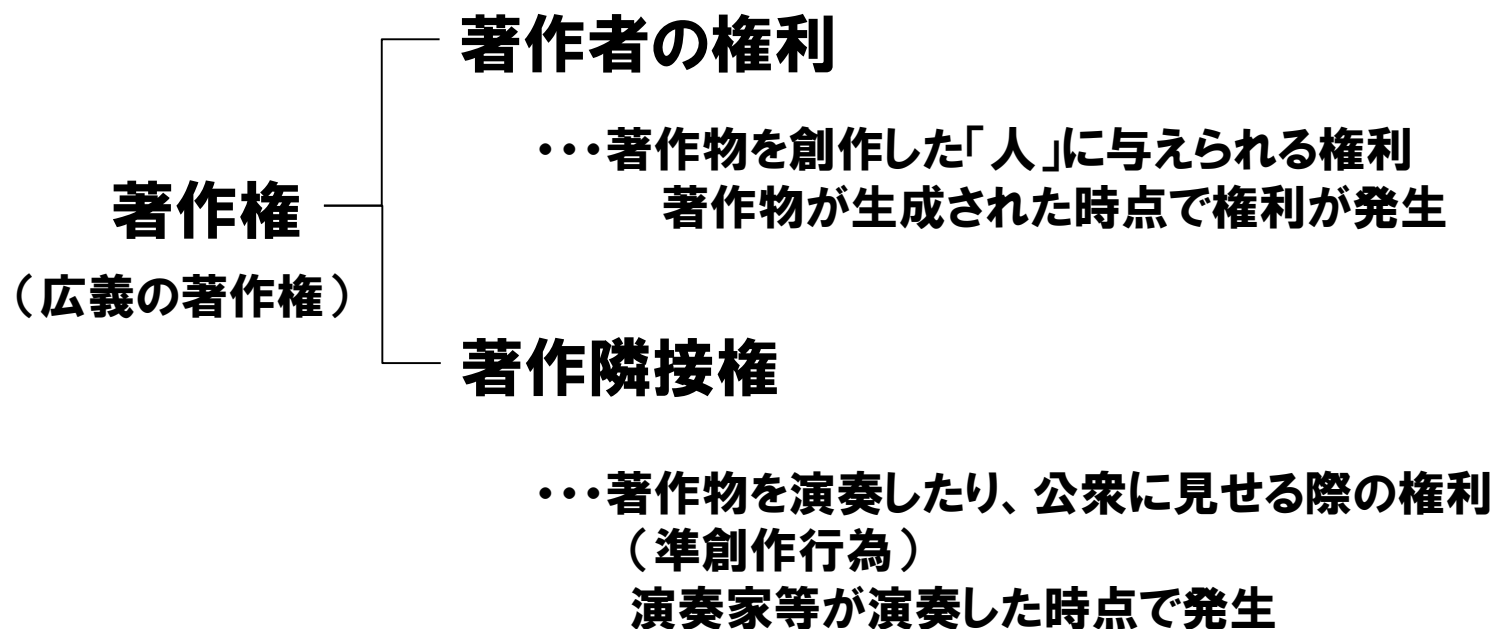 著作者の権利
・・・著作物を創作した「人」に与えられる権利
著作物が生成された時点で権利が発生
著作権
（広義の著作権）
著作隣接権
・・・著作物を演奏したり、公衆に見せる際の権利
（準創作行為）
演奏家等が演奏した時点で発生